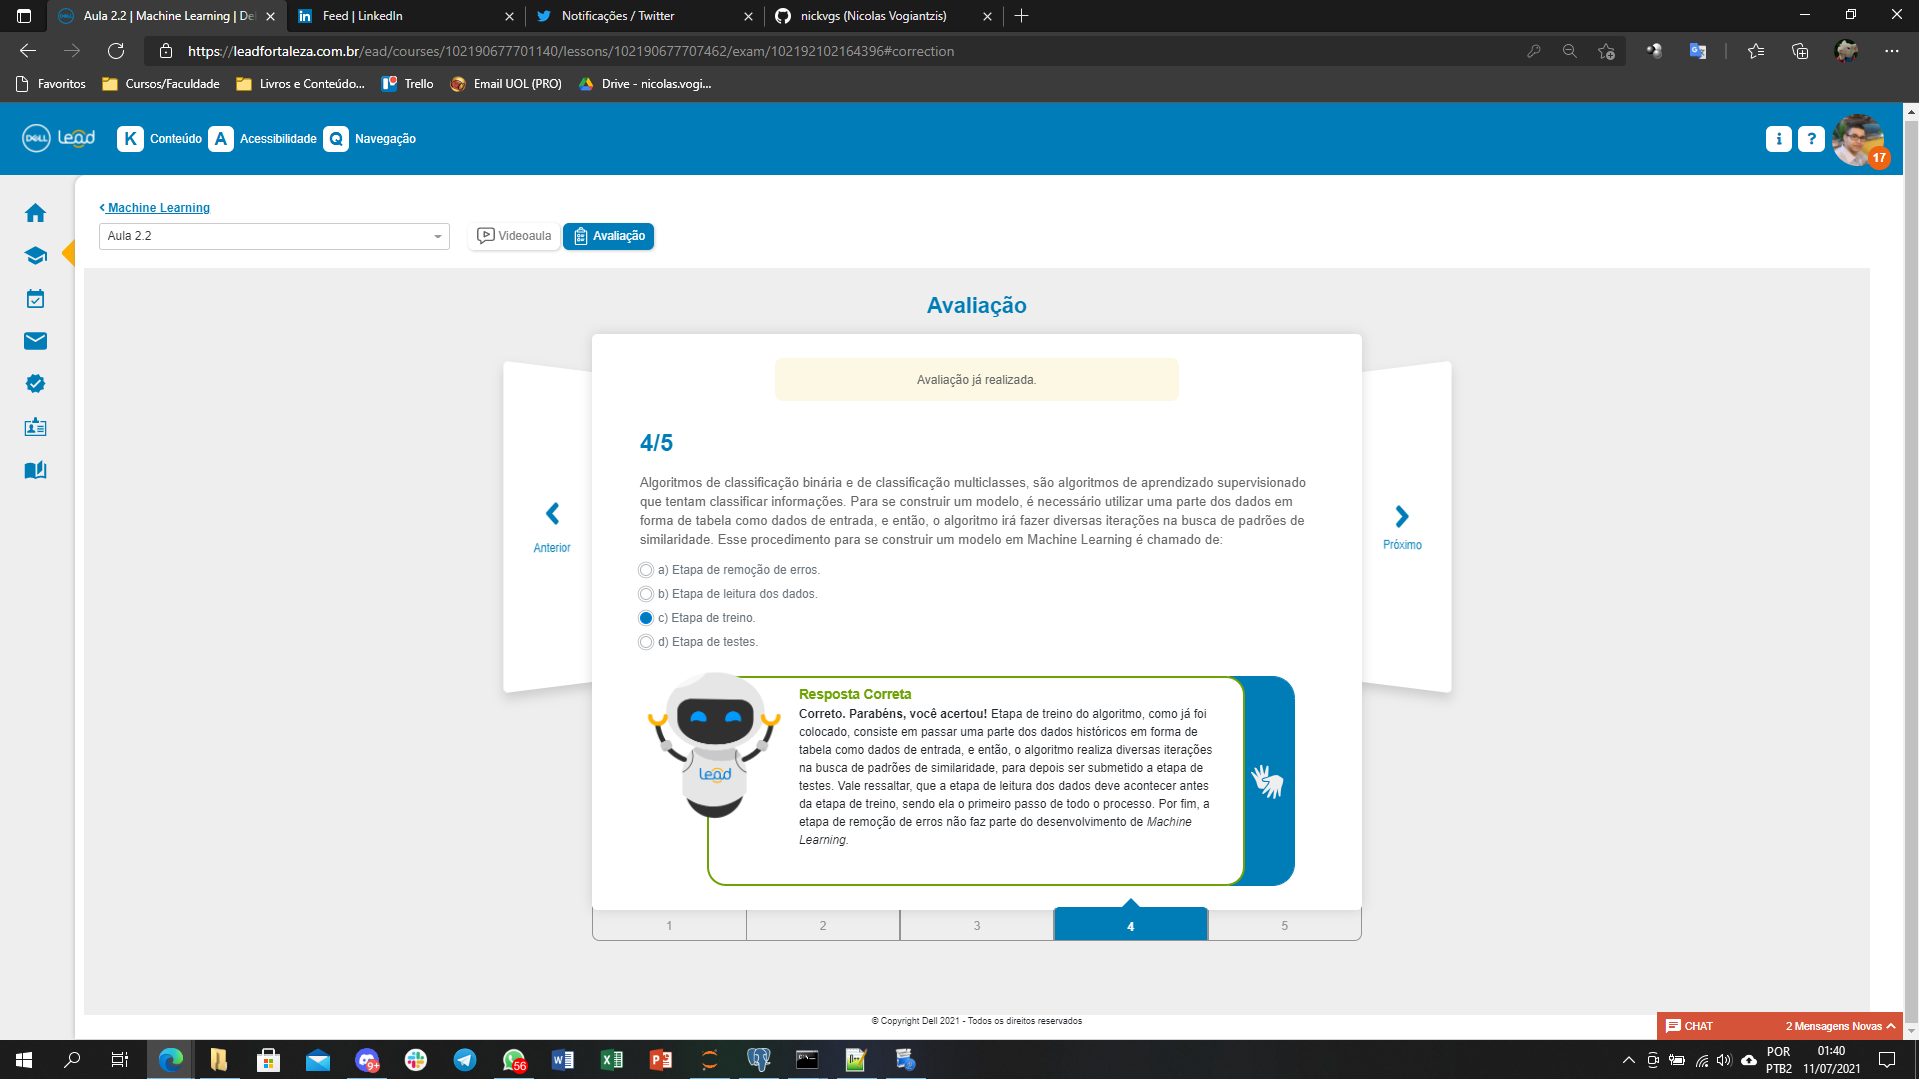 Aula 2.2 | Machine Learning | De
Feed | LinkedIn
Notificações / Twitter
nickvgs (Nicolas Vogiantzis)
https://leadfortaleza.com.br/ead/courses/102190677701140/lessons/102190677707462/exam/102192102164396#correction
Favoritos
Cursos/Faculdade
Livros e Conteúdo...
Trello
Email UOL (PRO)
Drive - nicolas.vogi...
DELL Lead
K Conteúdo
A Acessibilidade
Q Navegação
i
?
17
Machine Learning
Aula 2.2
Videoaula
Avaliação
Avaliação
Avaliação já realizada.
4/5
Algoritmos de classificação binária e de classificação multiclasses, são algoritmos de aprendizado supervisionado
que tentam classificar informações. Para se construir um modelo, é necessário utilizar uma parte dos dados em
forma de tabela como dados de entrada, e então, o algoritmo irá fazer diversas iterações na busca de padrões de
similaridade. Esse procedimento para se construir um modelo em Machine Learning é chamado de:
Anterior
Próximo
a) Etapa de remoção de erros.
b) Etapa de leitura dos dados.
c) Etapa de treino.
d) Etapa de testes.
Lead
Resposta Correta
Correto. Parabéns, você acertou! Etapa de treino do algoritmo, como já foi
colocado, consiste em passar uma parte dos dados históricos em forma de
tabela como dados de entrada, e então, o algoritmo realiza diversas iterações
na busca de padrões de similaridade, para depois ser submetido a etapa de
testes. Vale ressaltar, que a etapa de leitura dos dados deve acontecer antes
da etapa de treino, sendo ela o primeiro passo de todo o processo. Por fim, a
etapa de remoção de erros não faz parte do desenvolvimento de Machine
Learning.
1
2
3
4
5
© Copyright Dell 2021 - Todos os direitos reservados
CHAT
2 Mensagens Novas
9+
56
POR
PTB2
01:40
11/07/2021